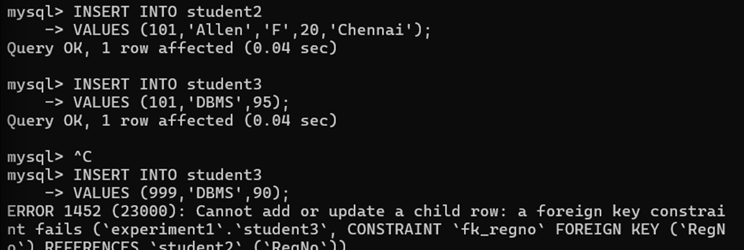 mysql> INSERT INTO student2
    -> VALUES (101,'Allen','F',20,'Chennai');
Query OK, 1 row affected (0.04 sec)

mysql> INSERT INTO student3
    -> VALUES (101,'DBMS',95);
Query OK, 1 row affected (0.04 sec)

mysql> ^C
mysql> INSERT INTO student3
    -> VALUES (999,'DBMS',90);
ERROR 1452 (23000): Cannot add or update a child row: a foreign key constrai
nt fails (`experiment1`.`student3`, CONSTRAINT `fk_regno` FOREIGN KEY (`RegN
o`) REFERENCES `student2` (`RegNo`))